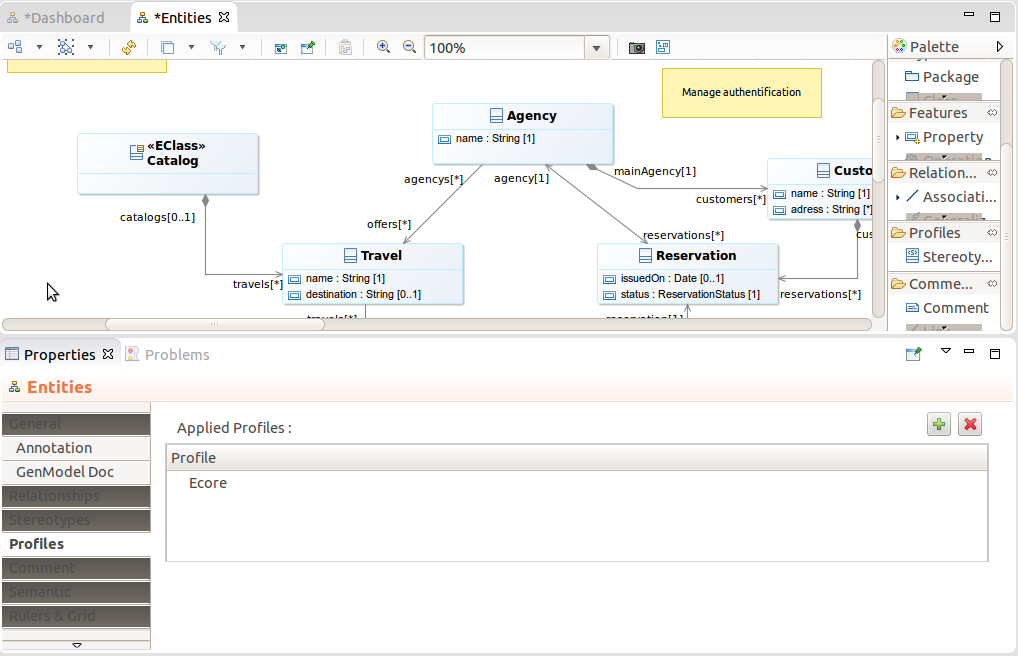 *Dashboard
*Entities
100%
Palette
Package
Features
Property
Relation...
Associati...
Profiles
Stereoty...
Comme...
Comment
Manage authentification
Agency
name : String [1]
«EClass»
Catalog
agencys[*]
agency[1]
mainAgency[1]
customers[*]
Custo
name : String [1]
adress : String [*]
catalogs[0..1]
offers[*]
reservations[*]
cus
Travel
name : String [1]
destination : String [0..1]
travels[*]
Reservation
issuedOn : Date [0..1]
status : ReservationStatus [1]
reservations[*]
travels[*]
reservation[1]
Properties
Problems
Entities
General
Annotation
GenModel Doc
Relationships
Stereotypes
Profiles
Comment
Semantic
Rulers & Grid
Applied Profiles :
Profile
Ecore